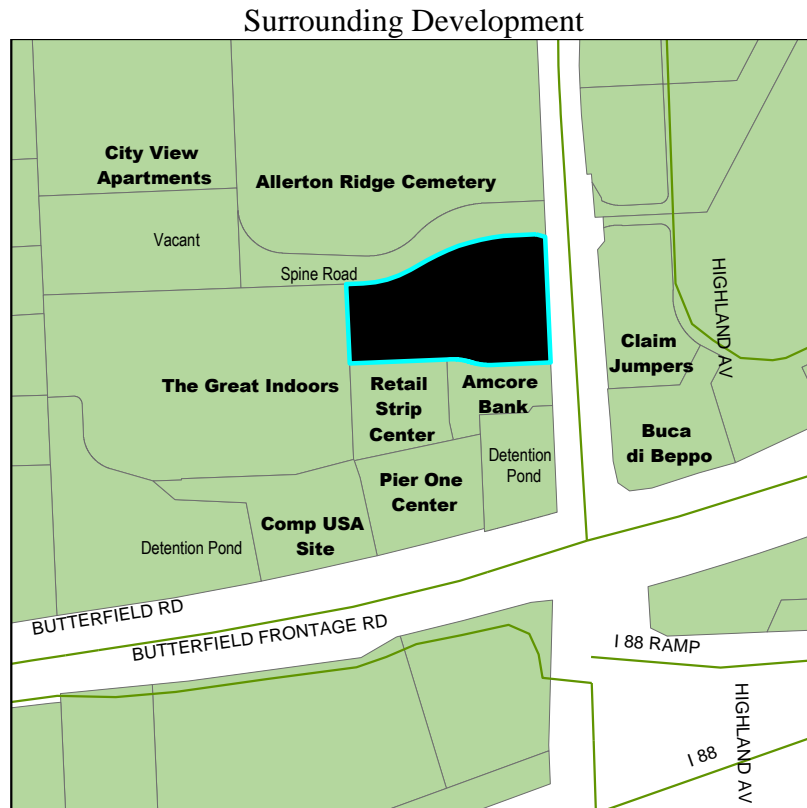 Surrounding Development
City View
Apartments
Allerton Ridge Cemetery
Vacant
Spine Road
HIGHLAND AV
Claim
Jumpers
The Great Indoors
Retail
Strip
Center
Amcore
Bank
Buca
di Beppo
Detention
Pond
Pier One
Center
Comp USA
Site
Detention Pond
BUTTERFIELD RD
BUTTERFIELD FRONTAGE RD
I 88 RAMP
HIGHLAND AV
I 88